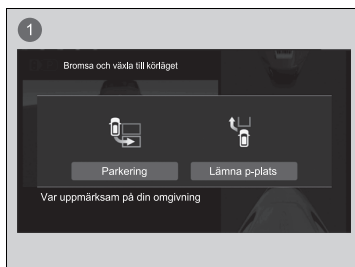 1
Bromsa och växla till körläget
Parkering
Lämna p-plats
Var uppmärksam på din omgivning